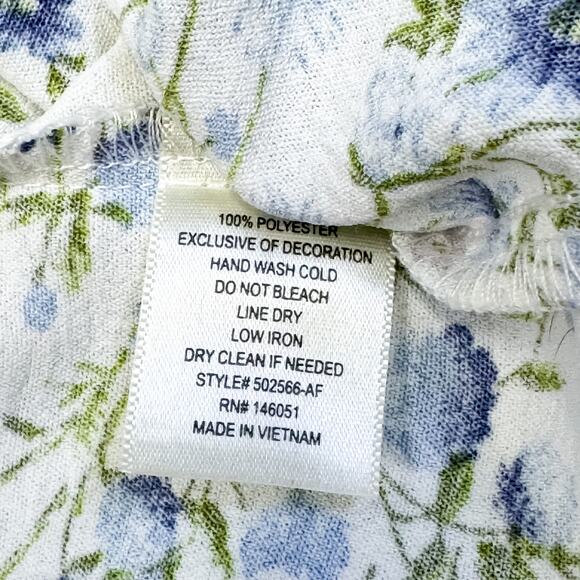 100% POLYESTER
EXCLUSIVE OF DECORATION
HAND WASH COLD
DO NOT BLEACH
LINE DRY
LOW IRON
DRY CLEAN IF NEEDED
STYLE# 502566-AF
RN# 146051
MADE IN VIETNAM